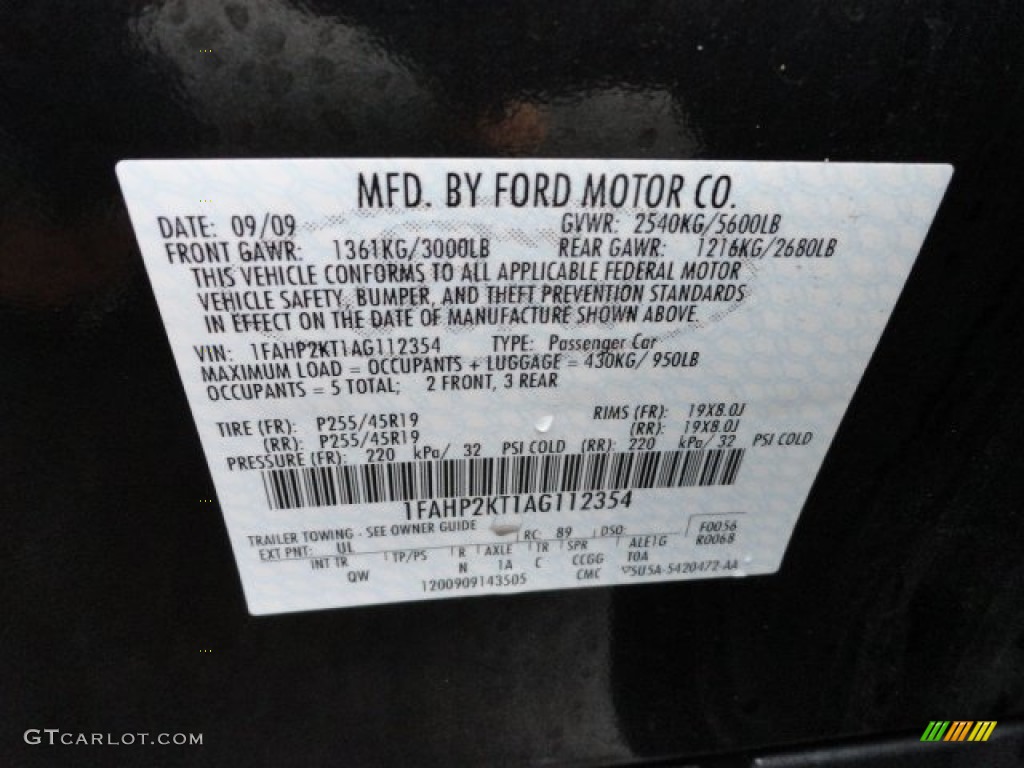 MFD. BY FORD MOTOR CO.
DATE: 09/09 GVWR: 2540KG/5600LB
FRONT GAWR: 1361KG/3000LB REAR GAWR: 1216KG/2680LB
THIS VEHICLE CONFORMS TO ALL APPLICABLE FEDERAL MOTOR
VEHICLE SAFETY, BUMPER, AND THEFT PREVENTION STANDARDS
IN EFFECT ON THE DATE OF MANUFACTURE SHOWN ABOVE.
VIN: 1FAHP2KT1AG112354 TYPE: Passenger Car
MAXIMUM LOAD = OCCUPANTS + LUGGAGE = 430KG/ 950LB
OCCUPANTS = 5 TOTAL; 2 FRONT, 3 REAR
TIRE (FR): P255/45R19 RIMS (FR): 19X8.0J
(RR): P255/45R19 (RR): 19X8.0J
PRESSURE (FR): 220 kPa/ 32 PSI COLD (RR): 220 kPa/ 32 PSI COLD
1FAHP2KT1AG112354
TRAILER TOWING - SEE OWNER GUIDE RC: 89 DSO: F0056
EXT PNT: UL R0068
INT TR TP/PS R AXLE TR SPR ALE1G
QW N 1A C CCGG TOA
1200909143505 CMC 5U5A-5420472-AA
GTCARLOT.COM